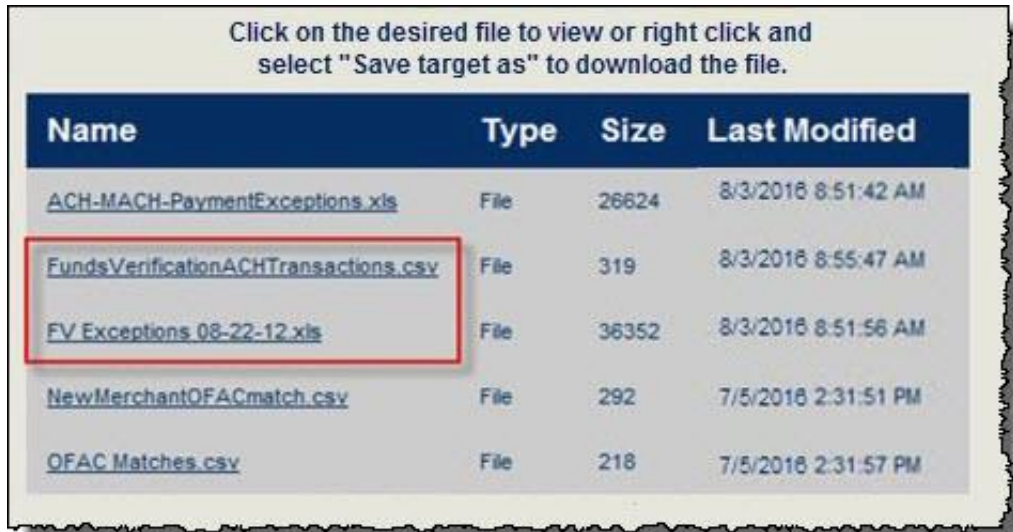 Click on the desired file to view or right click and
select "Save target as" to download the file.
Name Type Size Last Modified
ACH-MACH-PaymentExceptions.xls File 26624 8/3/2016 8:51:42 AM
FundsVerificationACHTransactions.csv File 319 8/3/2016 8:55:47 AM
FV Exceptions 08-22-12.xls File 36352 8/3/2016 8:51:56 AM
NewMerchantOFACmatch.csv File 292 7/5/2016 2:31:51 PM
OFAC Matches.csv File 218 7/5/2016 2:31:57 PM